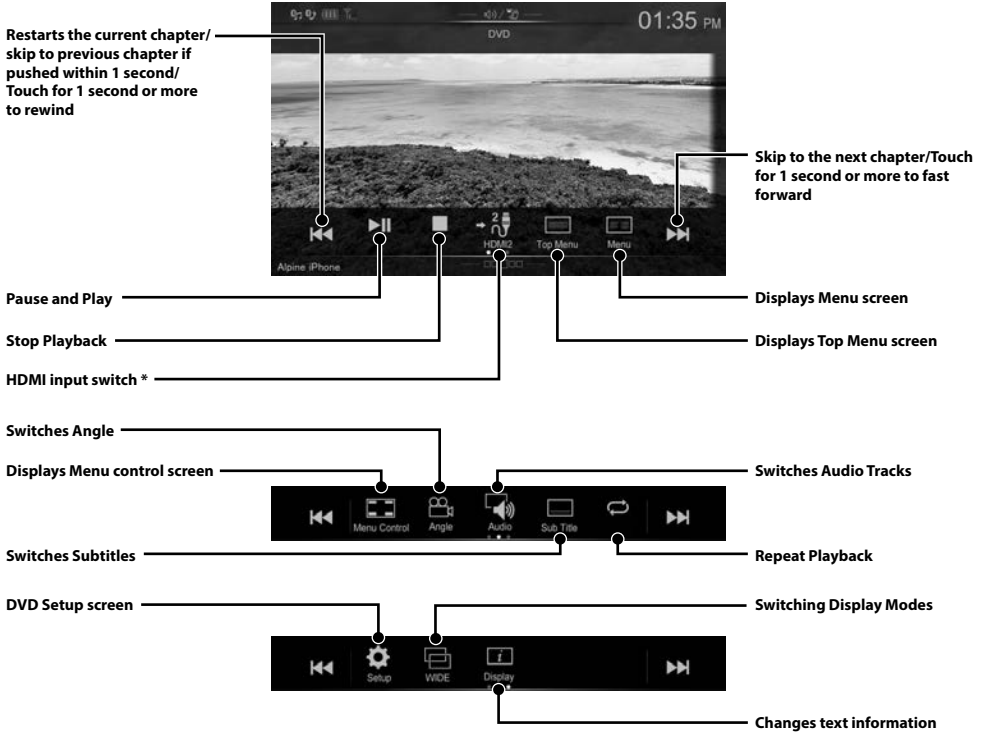 01:35 PM
DVD
Restarts the current chapter/
skip to previous chapter if
pushed within 1 second/
Touch for 1 second or more
to rewind
Skip to the next chapter/Touch
for 1 second or more to fast
forward
2
HDMI2
Top Menu
Menu
Alpine iPhone
Pause and Play
Displays Menu screen
Stop Playback
Displays Top Menu screen
HDMI input switch *
Switches Angle
Displays Menu control screen
Switches Audio Tracks
Menu Control
Angle
Audio
Sub Title
Switches Subtitles
Repeat Playback
DVD Setup screen
Switching Display Modes
Setup
WIDE
i
Display
Changes text information